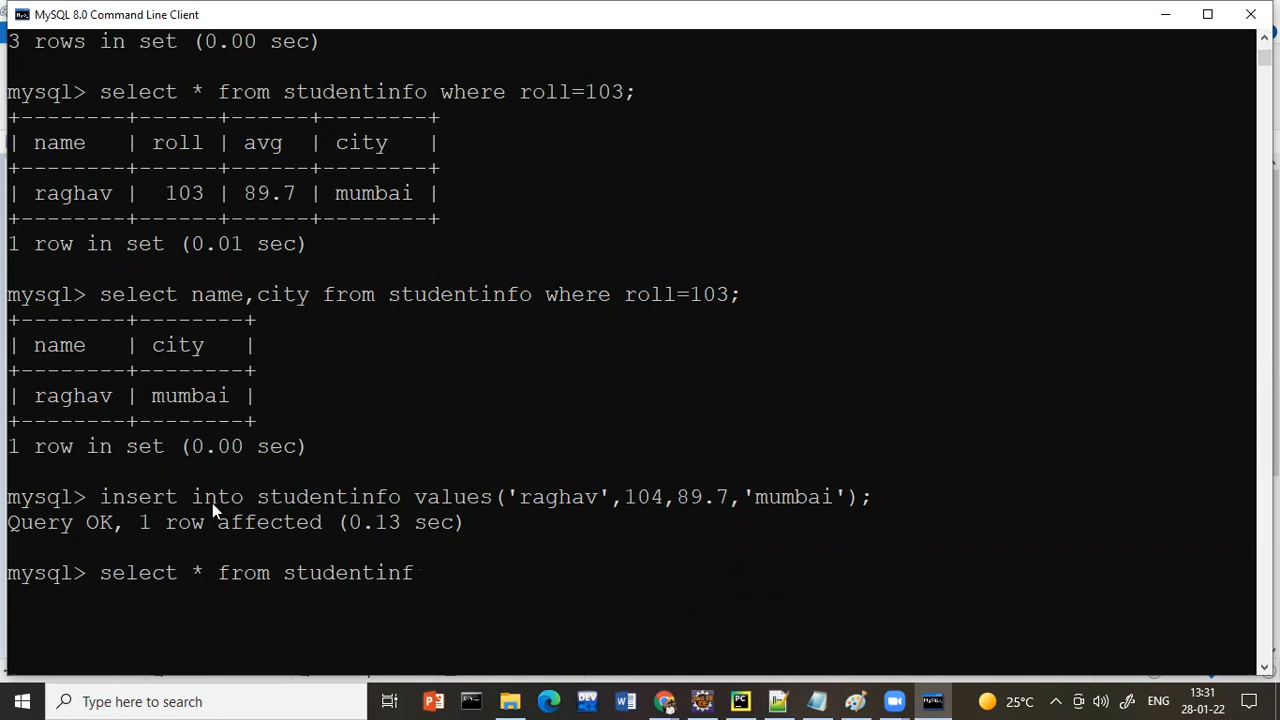 MySQL 8.0 Command Line Client
3 rows in set (0.00 sec)
mysql> select * from studentinfo where roll=103;
+--------+------+------+--------+
| name   | roll | avg  | city   |
+--------+------+------+--------+
| raghav |  103 | 89.7 | mumbai |
+--------+------+------+--------+
1 row in set (0.01 sec)
mysql> select name,city from studentinfo where roll=103;
+--------+--------+
| name   | city   |
+--------+--------+
| raghav | mumbai |
+--------+--------+
1 row in set (0.00 sec)
mysql> insert into studentinfo values('raghav',104,89.7,'mumbai');
Query OK, 1 row affected (0.13 sec)
mysql> select * from studentinf
Type here to search
DEV
25°C
ENG
13:31
28-01-22